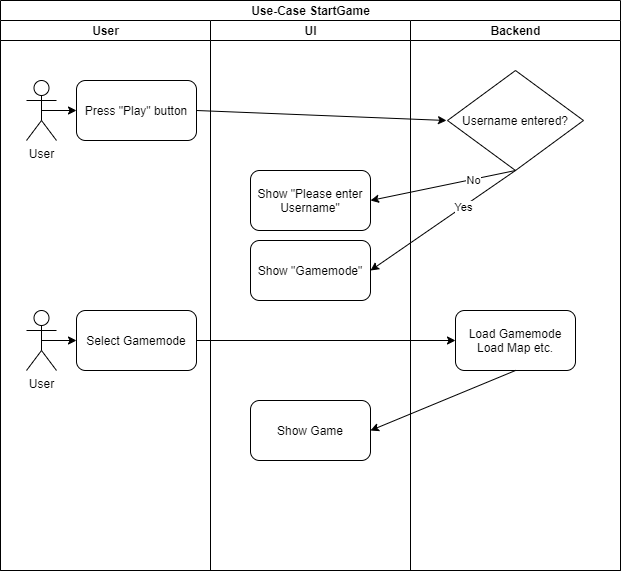 Use-Case StartGame
User
UI
Backend
Press "Play" button
Username entered?
User
No
Show "Please enter
Username"
Yes
Show "Gamemode"
Select Gamemode
Load Gamemode
Load Map etc.
User
Show Game